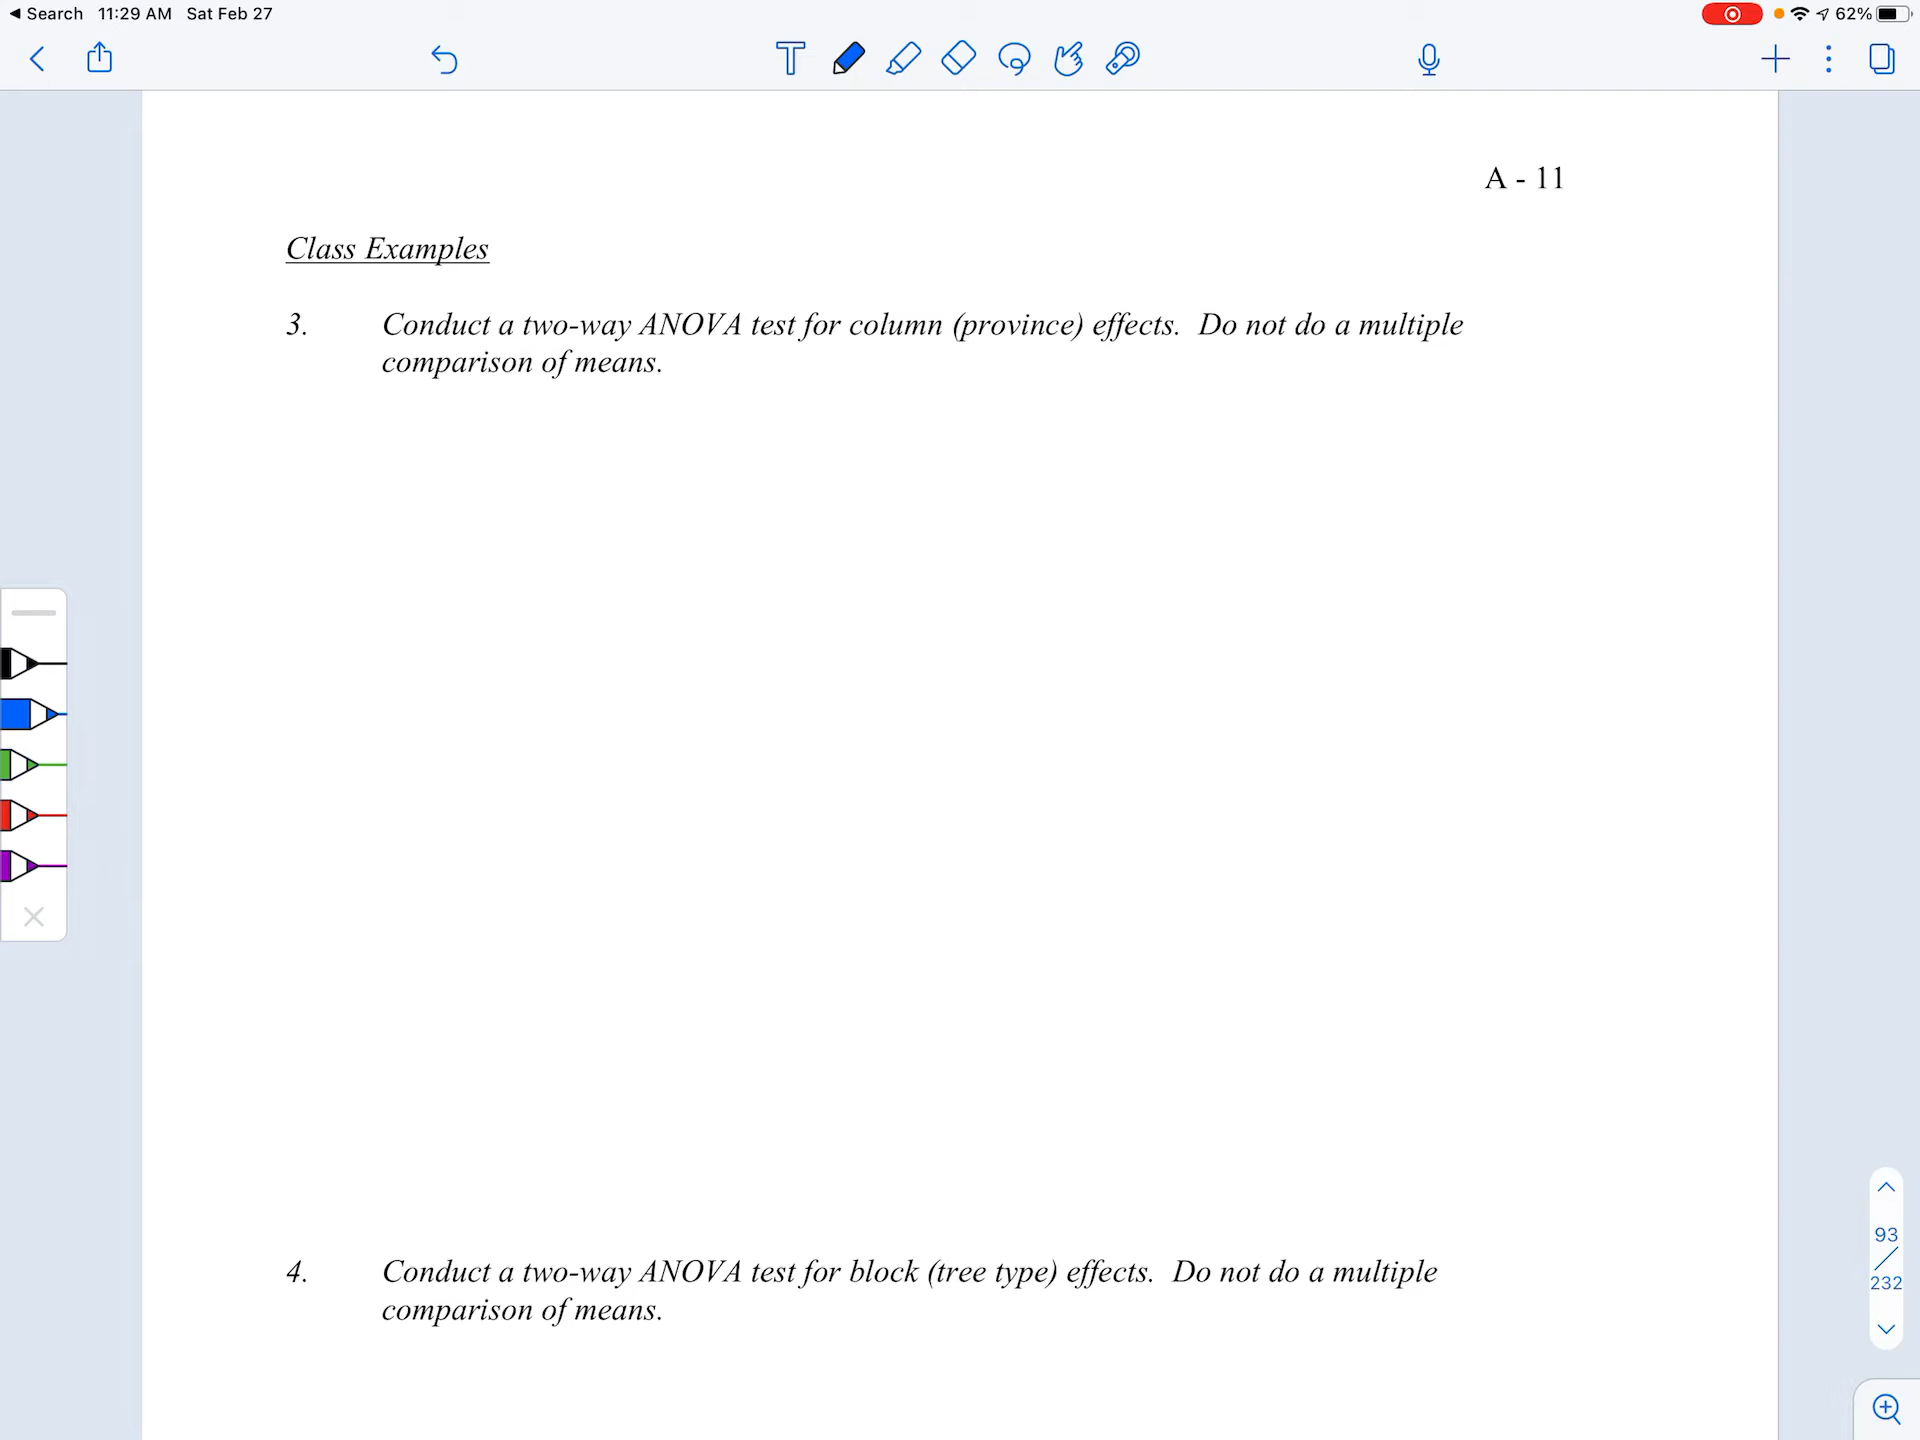 ◀ Search 11:29 AM Sat Feb 27 62%
A - 11
Class Examples
3. Conduct a two-way ANOVA test for column (province) effects. Do not do a multiple
comparison of means.
4. Conduct a two-way ANOVA test for block (tree type) effects. Do not do a multiple
comparison of means.
93
/
232